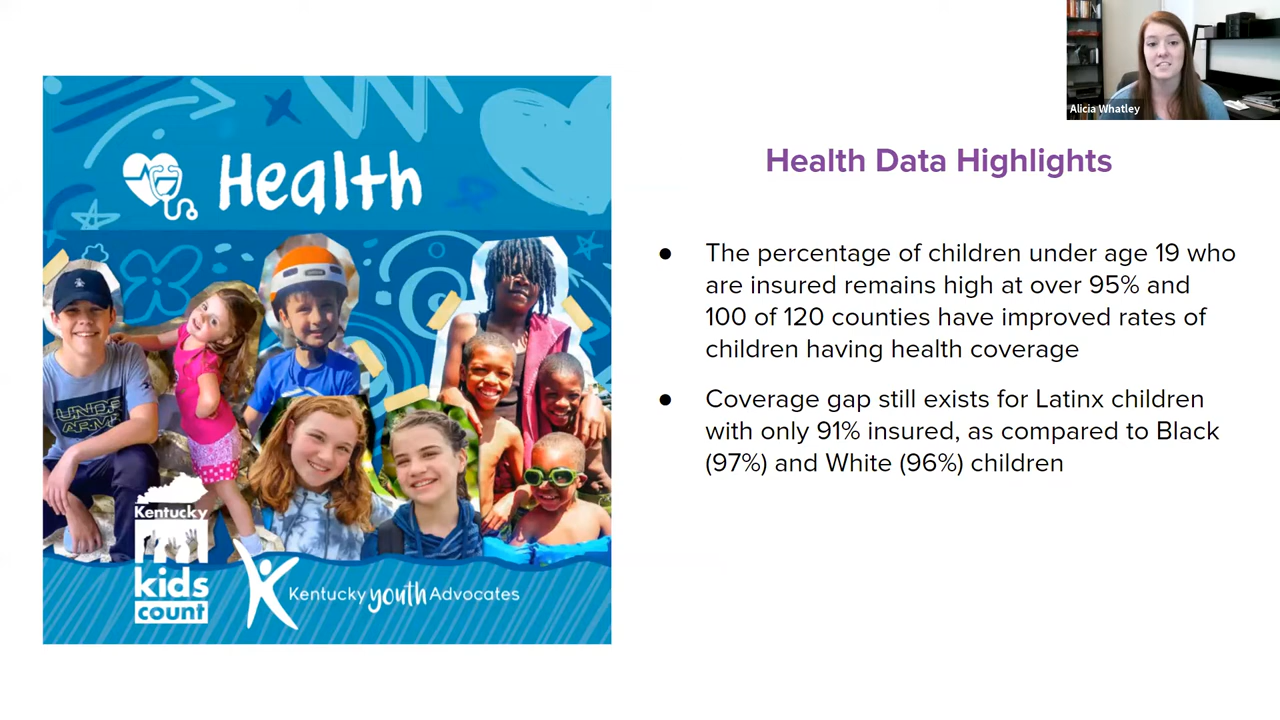 Alicia Whatley
Health
Health Data Highlights
● The percentage of children under age 19 who
are insured remains high at over 95% and
100 of 120 counties have improved rates of
children having health coverage
● Coverage gap still exists for Latinx children
with only 91% insured, as compared to Black
(97%) and White (96%) children
UNDER
ARMOUR
Kentucky
kids
count
Kentucky youth Advocates